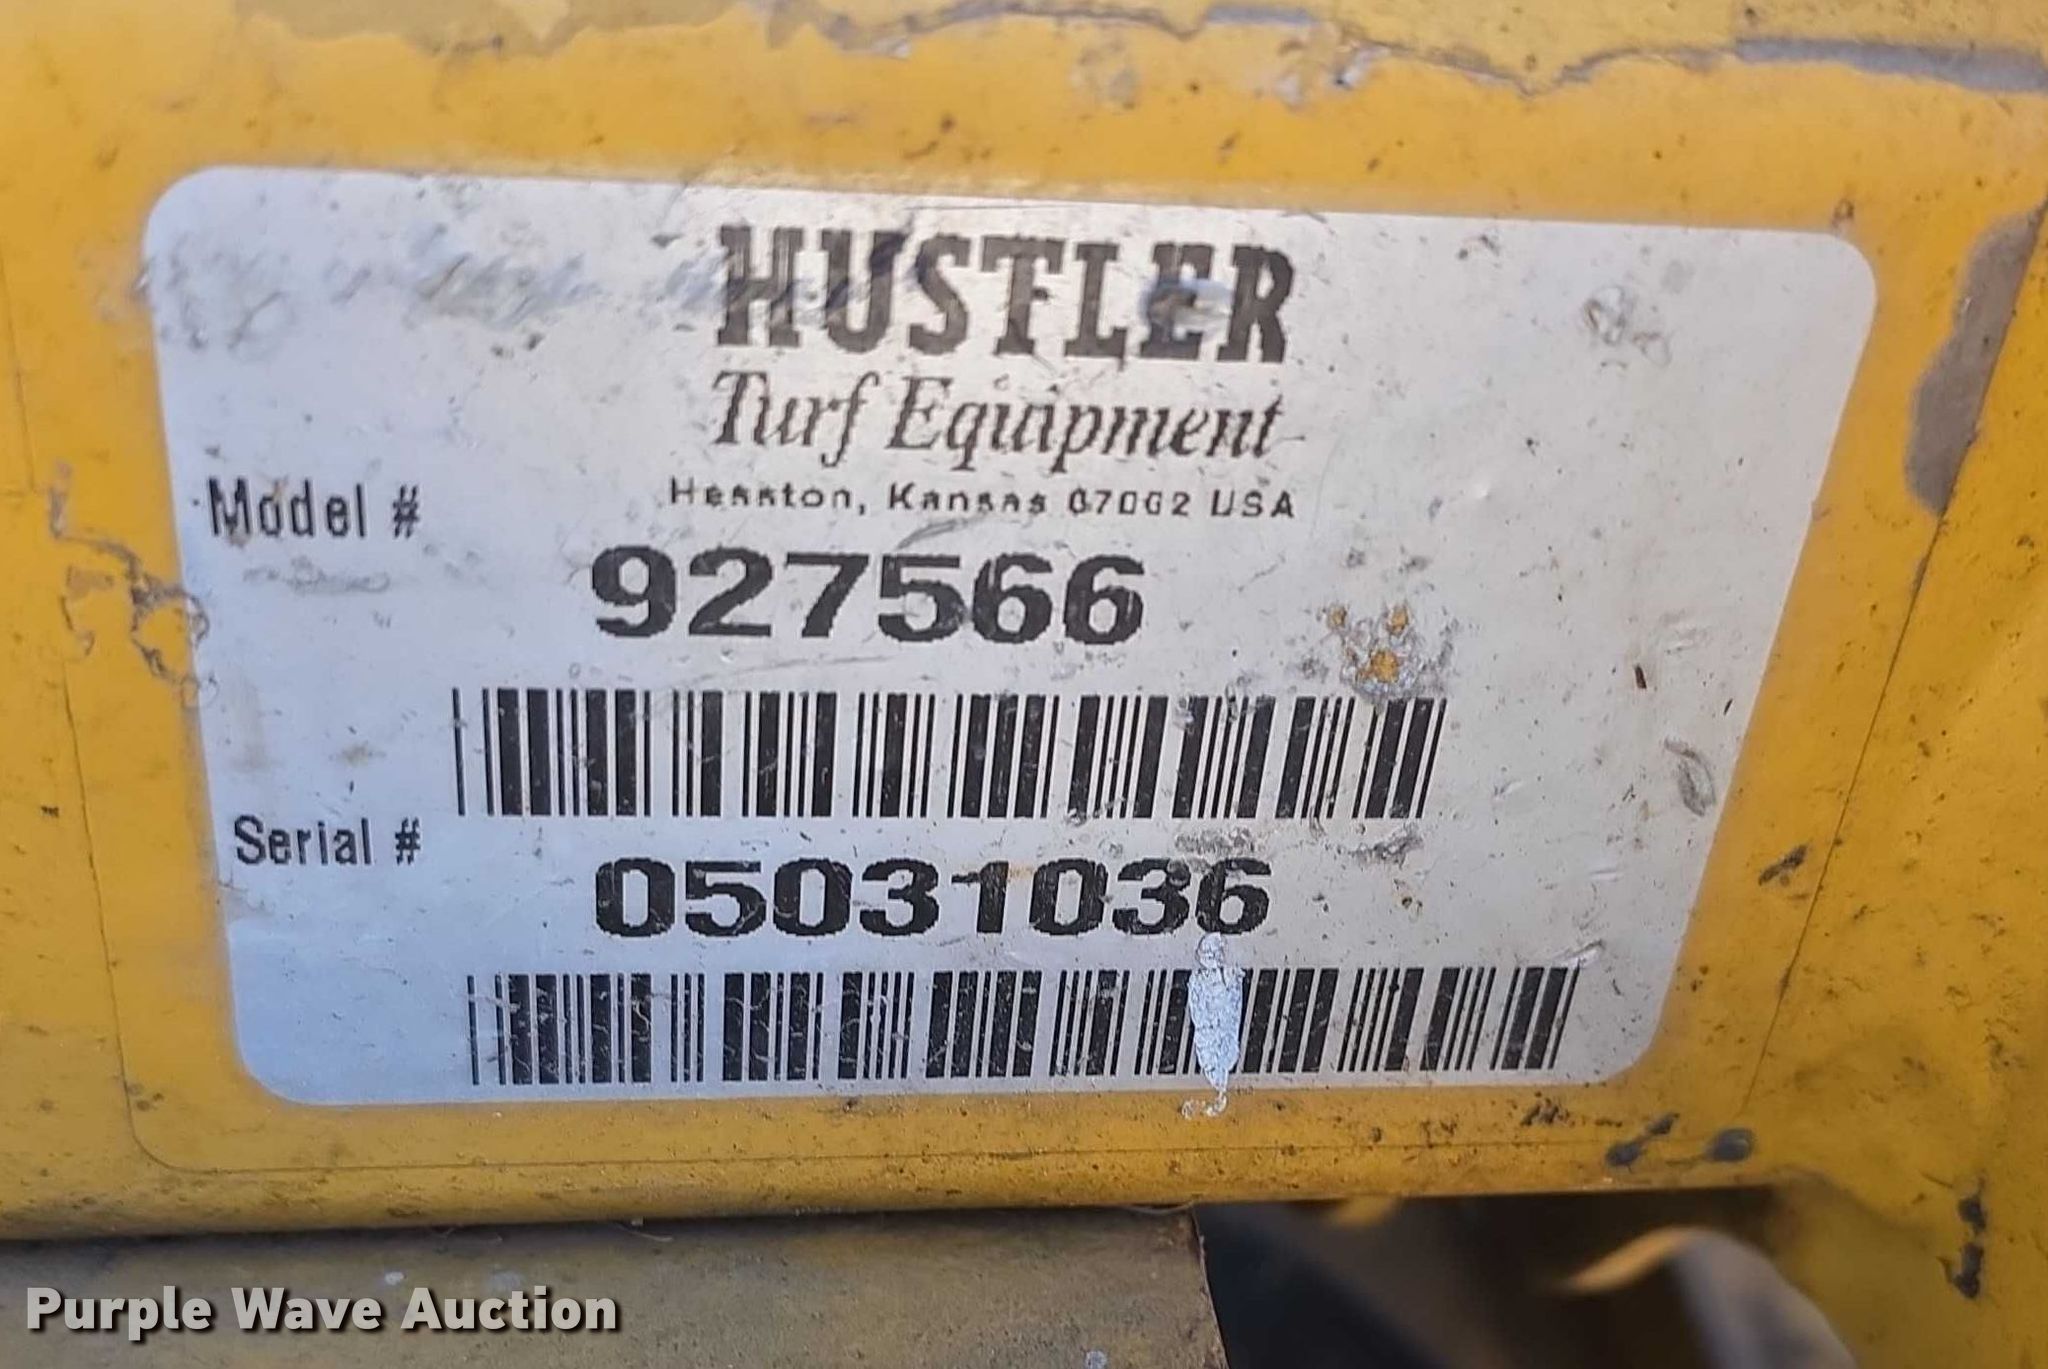 HUSTLER
Turf Equipment
Hesston, Kansas 67062 USA
Model #
927566
Serial #
05031036
Purple Wave Auction